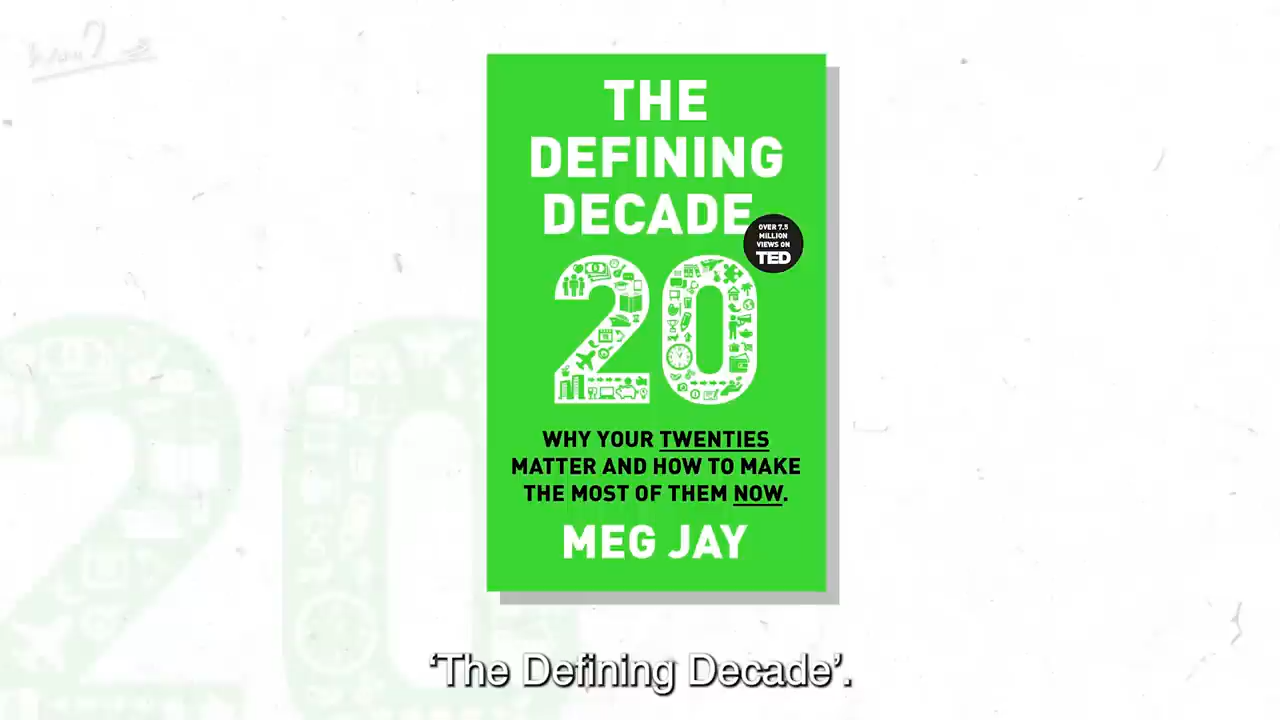 THE
DEFINING
DECADE
OVER 7.5
MILLION
VIEWS ON
TED
20
WHY YOUR TWENTIES
MATTER AND HOW TO MAKE
THE MOST OF THEM NOW.
MEG JAY
20
‘The Defining Decade’.